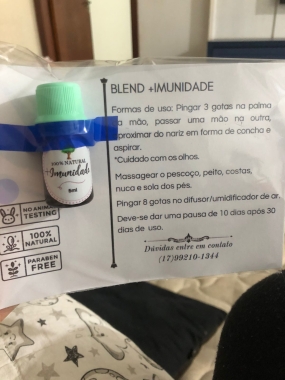 BLEND +IMUNIDADE
Formas de uso: Pingar 3 gotas na palma
a mão, passar uma mão na outra,
proximar do nariz em forma de concha e
aspirar.
*Cuidado com os olhos.
Massagear o pescoço, peito, costas,
nuca e sola dos pés.
Pingar 8 gotas no difusor/umidificador de ar.
Deve-se dar uma pausa de 10 dias após 30
dias de uso.
Dúvidas entre em contato
(17)99210-1344
100% NATURAL
+Imunidade
5ml
NO ANIMAL
TESTING
100%
NATURAL
PARABEN
FREE